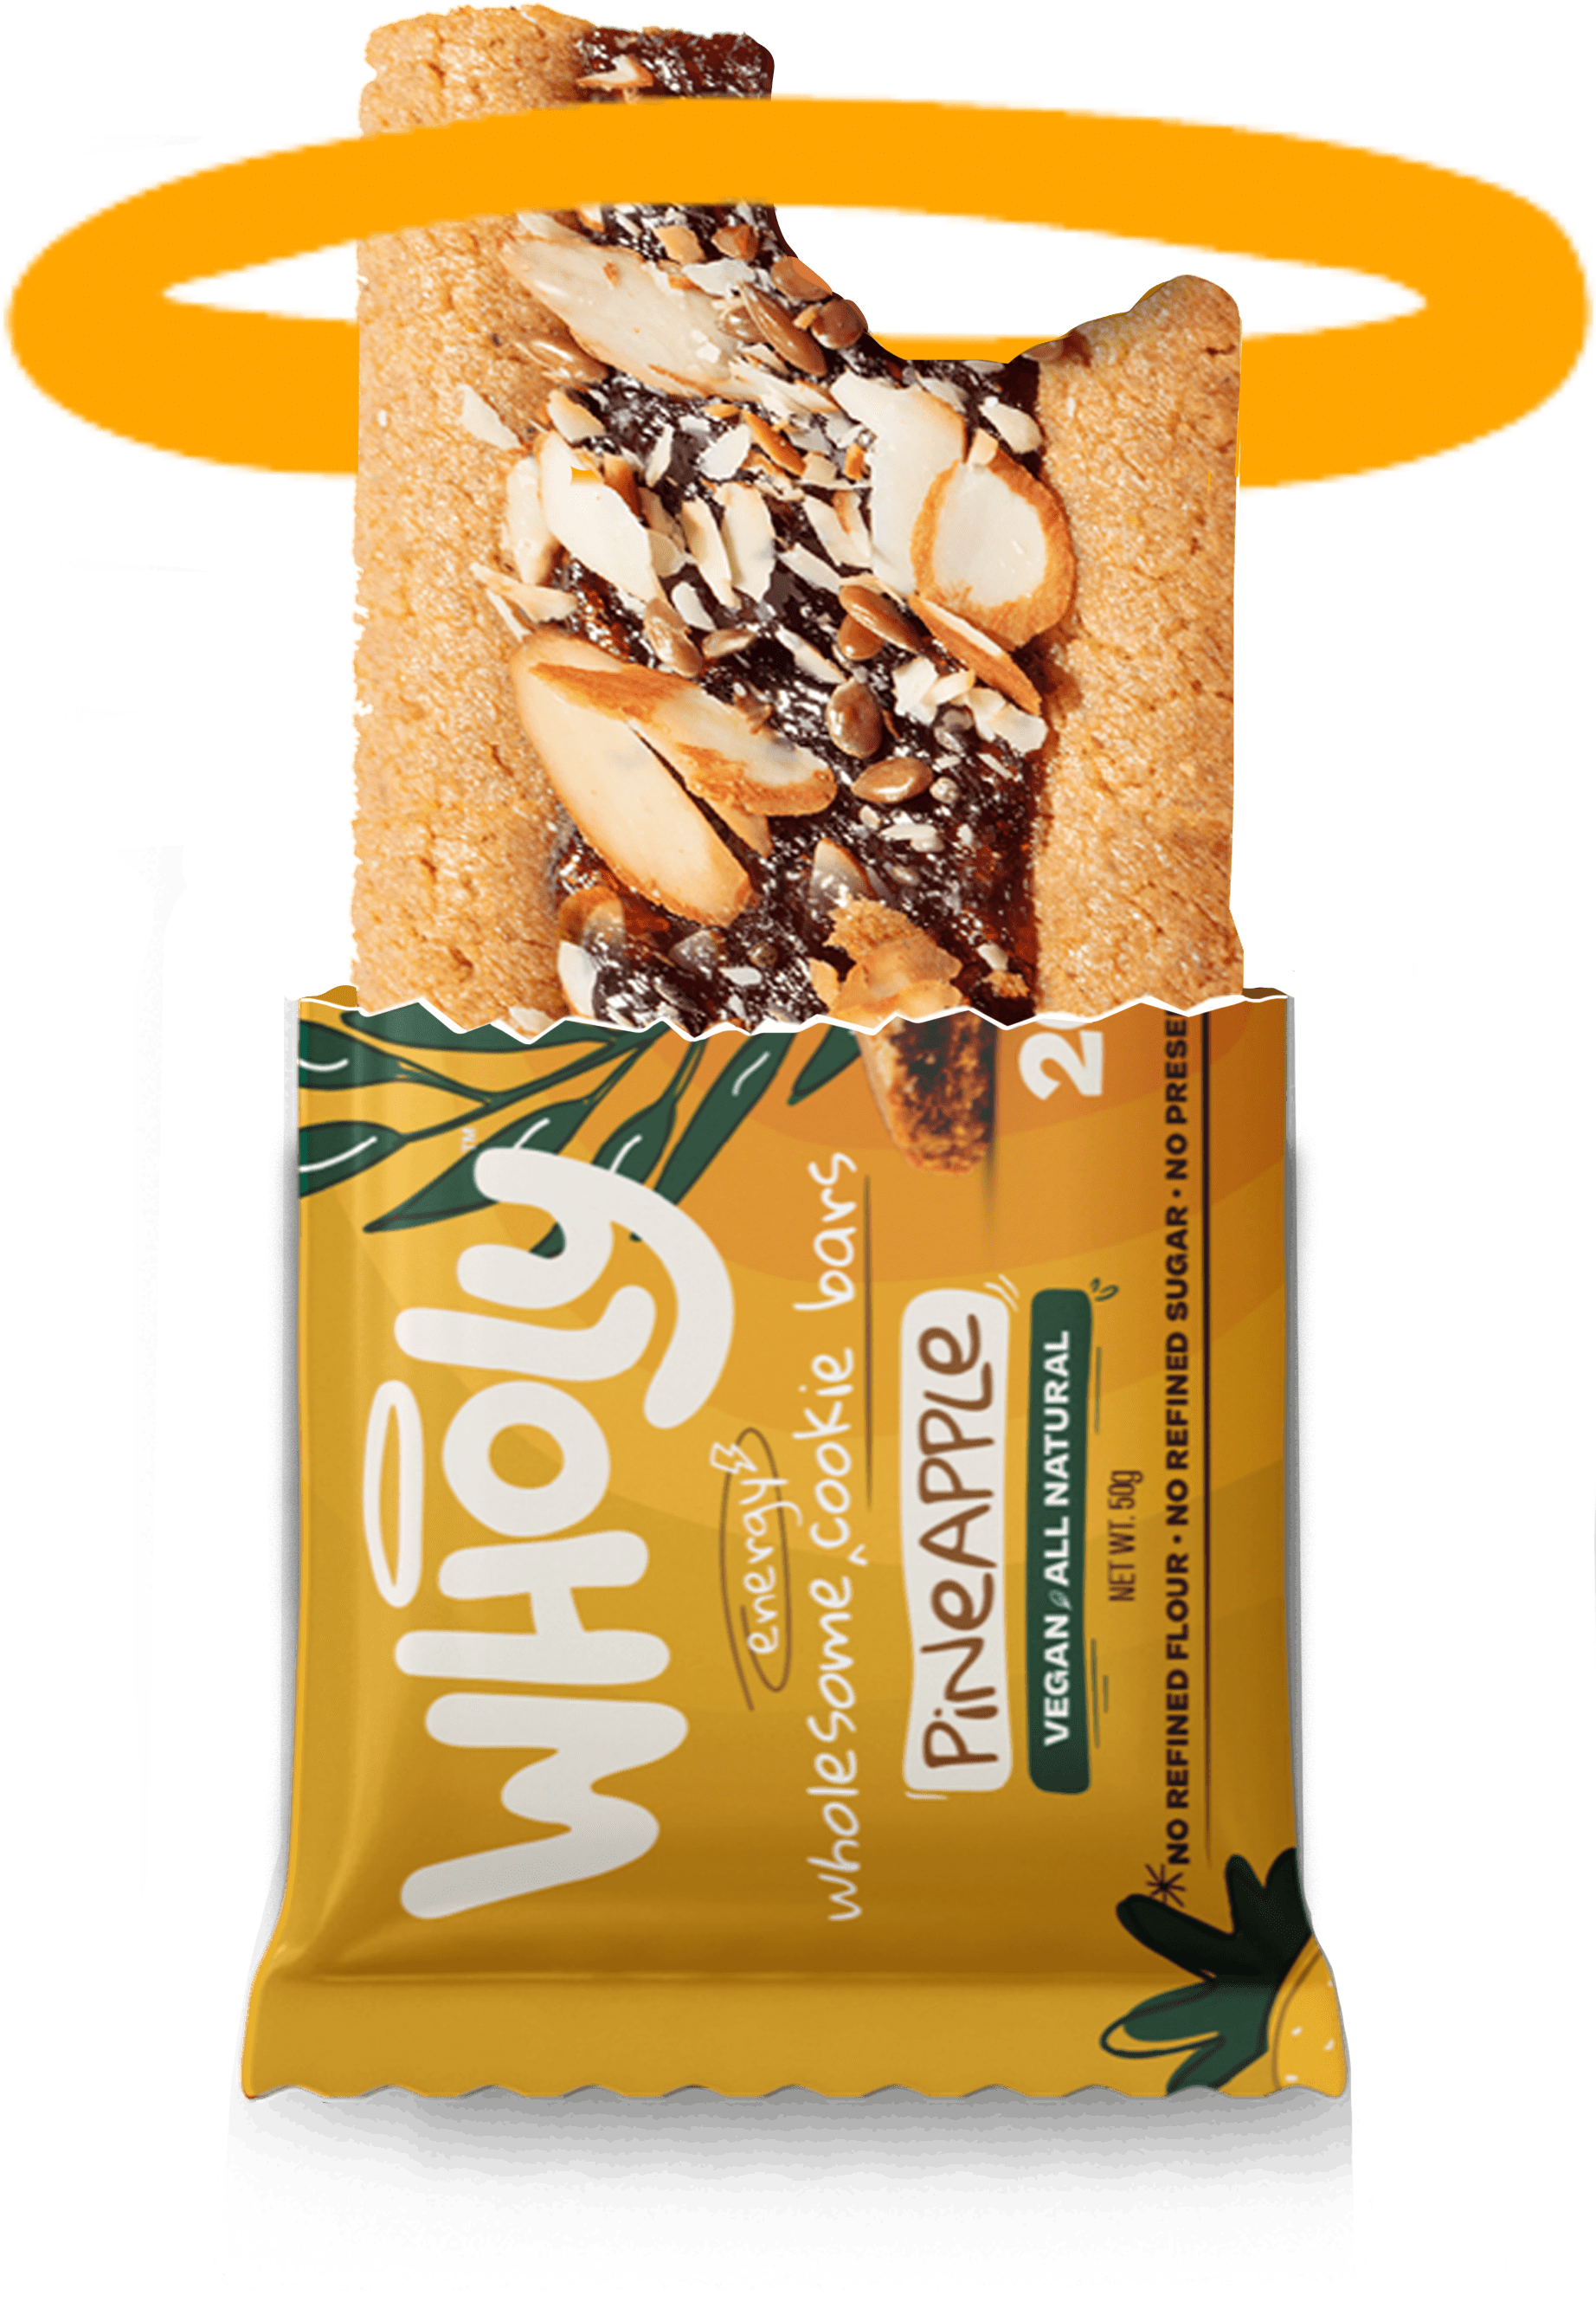 WHOLY™
energy
wholesome ^ cookie bars
PiNeAPPLe
VEGAN ALL NATURAL
NET WT. 50g
NO REFINED FLOUR • NO REFINED SUGAR • NO PRESE
2